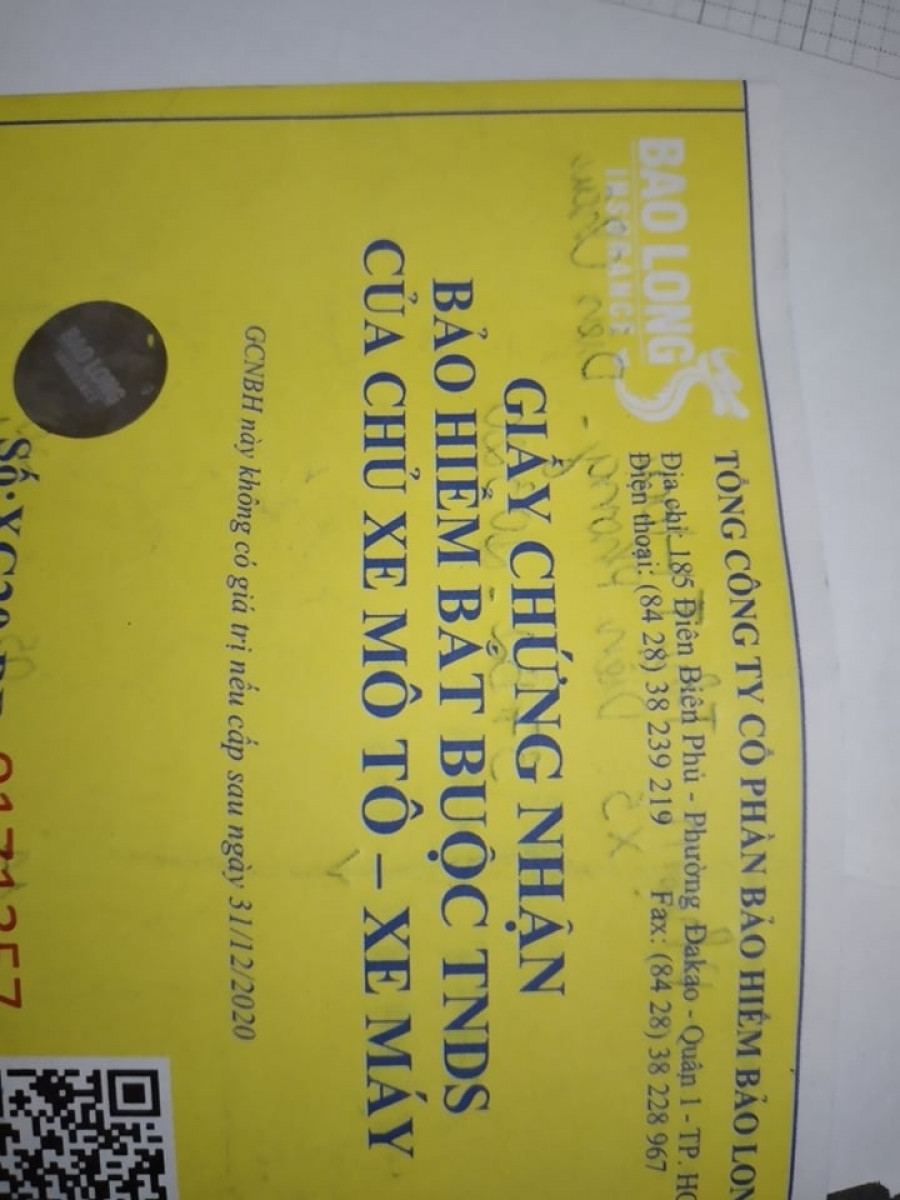 BAO LONG
INSURANCE
TỔNG CÔNG TY CỔ PHẦN BẢO HIỂM BẢO LON
Địa chỉ: 185 Điện Biên Phủ - Phường Đakao - Quận 1 - TP. HC
Điện thoại: (84 28) 38 239 219 Fax: (84 28) 38 228 967
GIẤY CHỨNG NHẬN
BẢO HIỂM BẮT BUỘC TNDS
CỦA CHỦ XE MÔ TÔ – XE MÁY
GCNBH này không có giá trị nếu cấp sau ngày 31/12/2020
BAO LONG
Số: